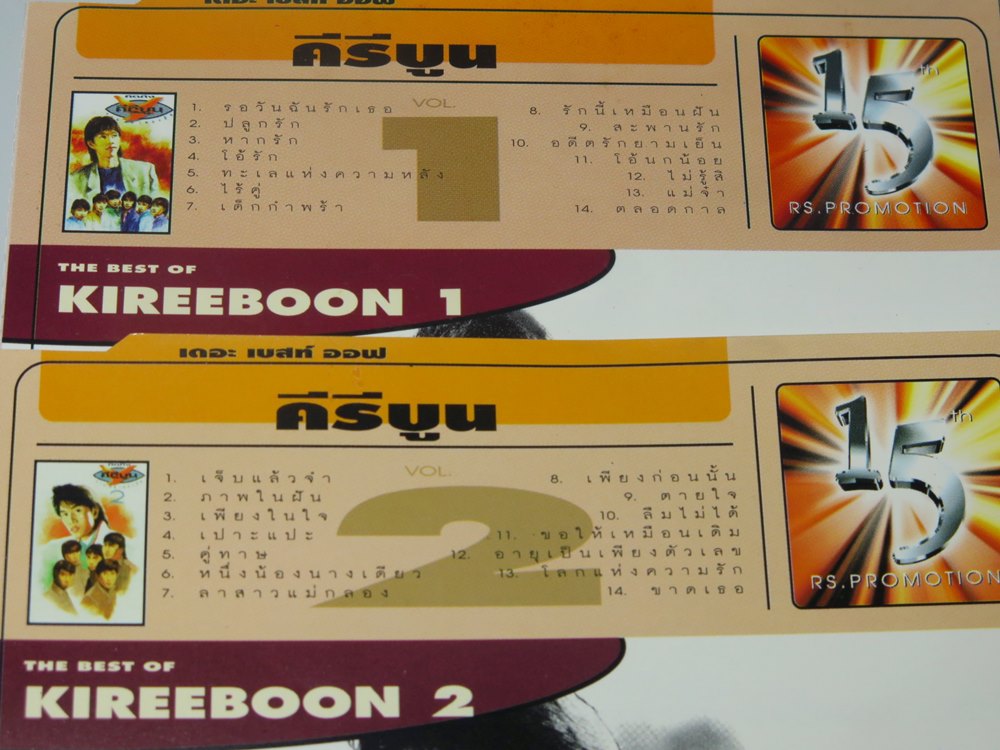 เดอะ เบสท์ ออฟ
คีรีบูน
VOL.
1
1. รอวันฉันรักเธอ
2. ปลูกรัก
3. หากรัก
4. โอ้รัก
5. ทะเลแห่งความหลัง
6. ไร้คู่
7. เด็กกำพร้า
8. รักนี้เหมือนฝัน
9. สะพานรัก
10. อดีตรักยามเย็น
11. โอ้นกน้อย
12. ไม่รู้สิ
13. แม่จ๋า
14. ตลอดกาล
15th
RS.PROMOTION
THE BEST OF
KIREEBOON 1
เดอะ เบสท์ ออฟ
คีรีบูน
VOL.
2
1. เจ็บแล้วจำ
2. ภาพในฝัน
3. เพียงในใจ
4. เปาะแปะ
5. คู่ทาษ
6. หนึ่งน้องนางเดียว
7. ลาสาวแม่กลอง
8. เพียงก่อนนั้น
9. ตายใจ
10. ลืมไม่ได้
11. ขอให้เหมือนเดิม
12. อายุเป็นเพียงตัวเลข
13. โลกแห่งความรัก
14. ขาดเธอ
15th
RS.PROMOTION
THE BEST OF
KIREEBOON 2